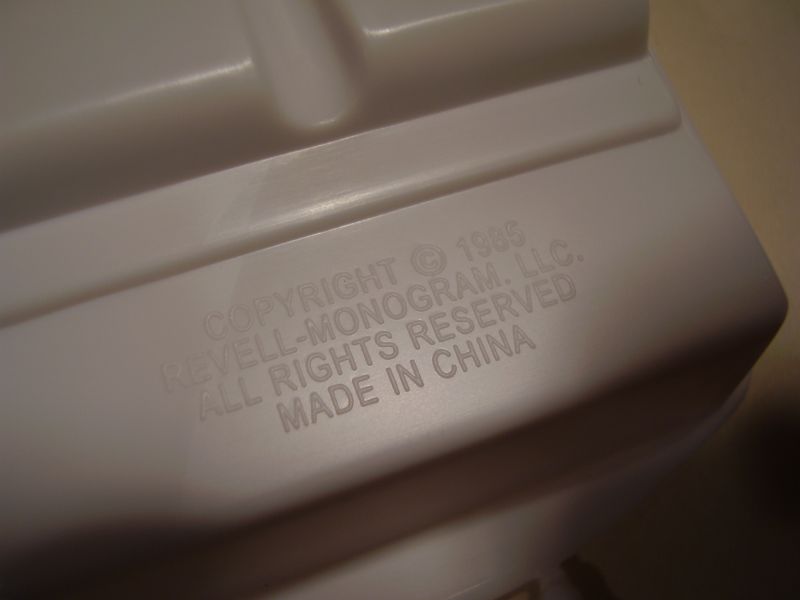 COPYRIGHT © 1985
REVELL-MONOGRAM. LLC.
ALL RIGHTS RESERVED
MADE IN CHINA